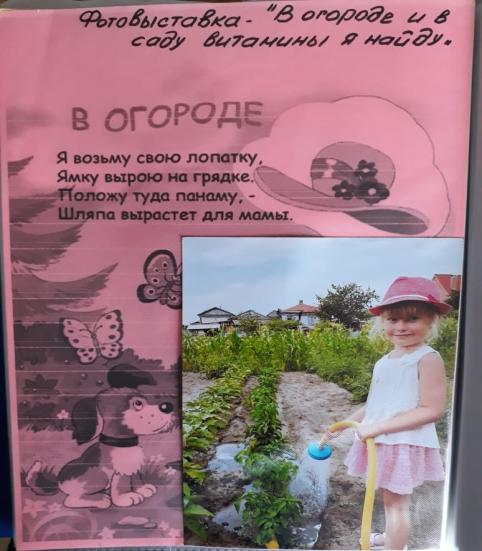 Фотовыставка - "В огороде и в
саду витамины я найду."
В ОГОРОДЕ
Я возьму свою лопатку,
Ямку вырою на грядке.
Положу туда панаму, -
Шляпа вырастет для мамы.